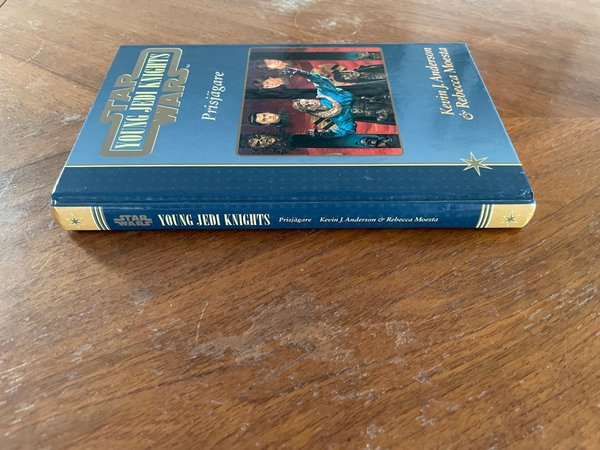 STAR
YOUNG JEDI KNIGHTS
WARS
Prisjägare
Kevin J. Anderson
& Rebecca Moesta
STAR
WARS
YOUNG JEDI KNIGHTS Prisjägare Kevin J. Anderson & Rebecca Moesta